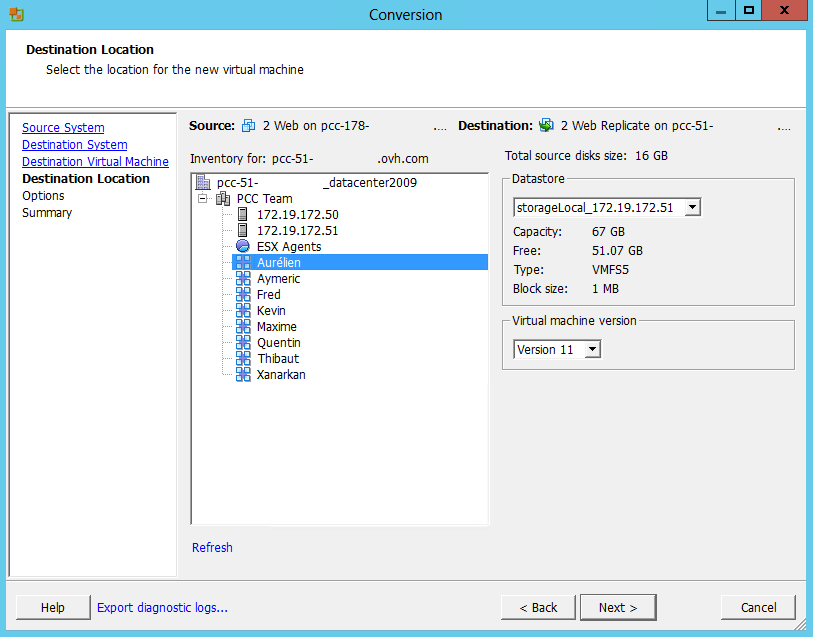 Conversion
Destination Location
Select the location for the new virtual machine
Source System
Destination System
Destination Virtual Machine
Destination Location
Options
Summary
Source: 2 Web on pcc-178- .... Destination: 2 Web Replicate on pcc-51- ....
Inventory for: pcc-51- .ovh.com
pcc-51- _datacenter2009
PCC Team
172.19.172.50
172.19.172.51
ESX Agents
Aurélien
Aymeric
Fred
Kevin
Maxime
Quentin
Thibaut
Xanarkan
Refresh
Total source disks size: 16 GB
Datastore
storageLocal_172.19.172.51
Capacity: 67 GB
Free: 51.07 GB
Type: VMFS5
Block size: 1 MB
Virtual machine version
Version 11
Help
Export diagnostic logs...
< Back
Next >
Cancel